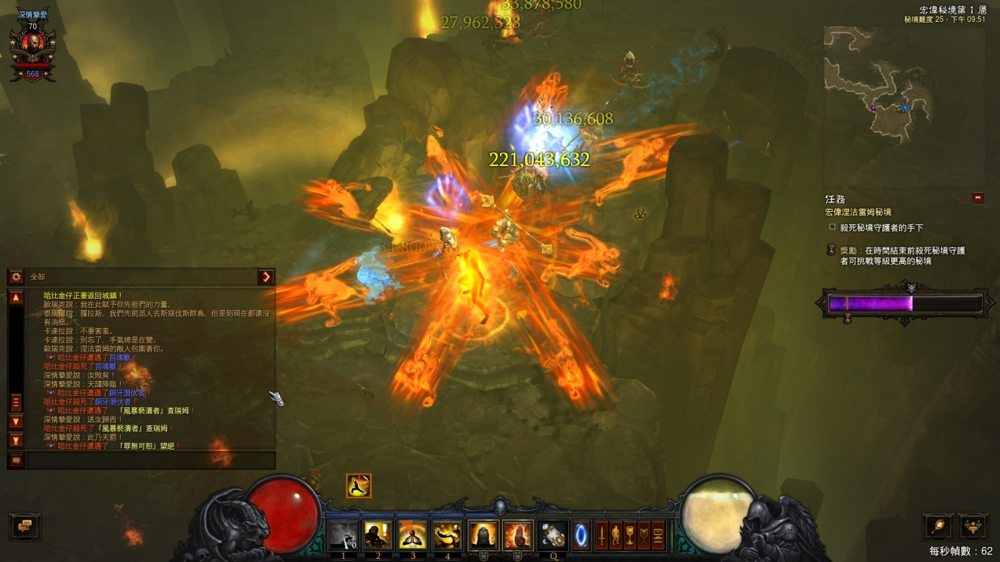 深情摯愛
70
568
33,878,580
27,962,328
宏偉秘境第 1 層
秘境難度 25 - 下午 09:51
30,136,608
221,043,632
任務
宏偉涅法雷姆秘境
殺死秘境守護者的手下
獎勵：在時間結束前殺死秘境守護
者可挑戰等級更高的秘境
全部
哈比金仔正要返回城鎮！
歐瑞克說：我在此賦予你先祖們的力量。
泰瑞爾說：羅拉斯，我們先前派人去斯寇伐斯群島，但是到現在都還沒
有消息。
卡達拉說：不要害羞。
卡達拉說：別忘了，手氣總是在變。
歐瑞克說：涅法雷姆的敵人包圍著你。
哈比金仔遭遇了笞魂獸！
哈比金仔殺死了笞魂獸！
深情摯愛說：汝敗矣！
深情摯愛說：天譴降臨！
哈比金仔遭遇了銅牙潛伏者！
哈比金仔殺死了銅牙潛伏者！
哈比金仔遭遇了：「風暴褻瀆者」查瑞姆！
深情摯愛說：送汝歸西！
哈比金仔殺死了「風暴褻瀆者」查瑞姆！
深情摯愛說：此乃天罰！
哈比金仔遭遇了：「罪無可恕」望絕！
0
1
2
3
4
Q
每秒幀數：62